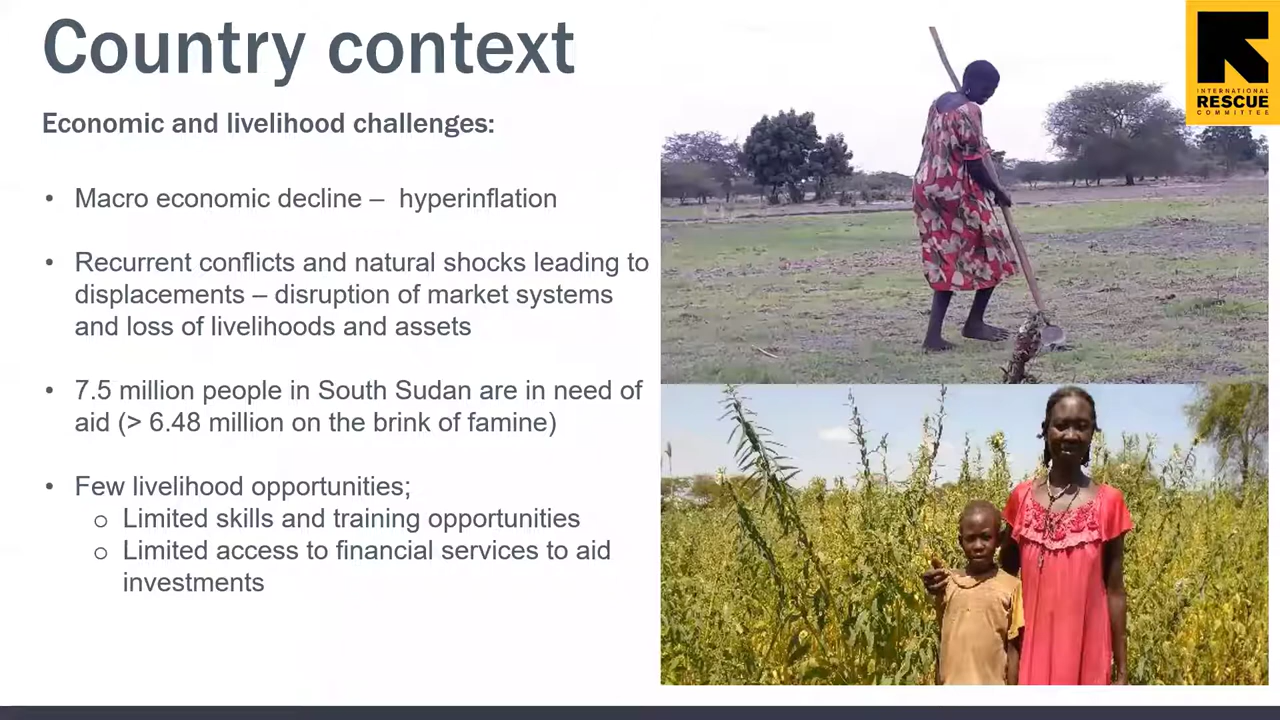 Country context
INTERNATIONAL
RESCUE
COMMITTEE
Economic and livelihood challenges:
• Macro economic decline – hyperinflation
• Recurrent conflicts and natural shocks leading to
displacements – disruption of market systems
and loss of livelihoods and assets
• 7.5 million people in South Sudan are in need of
aid (> 6.48 million on the brink of famine)
• Few livelihood opportunities;
o Limited skills and training opportunities
o Limited access to financial services to aid
investments